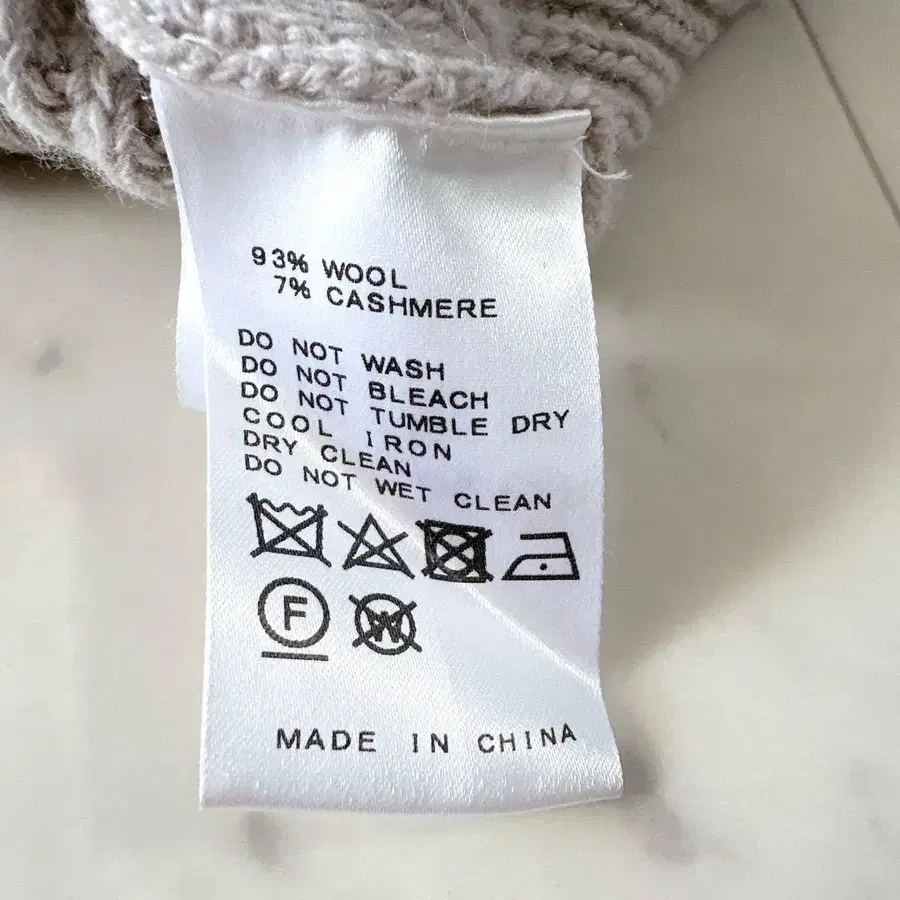 93% WOOL
7% CASHMERE
DO NOT WASH
DO NOT BLEACH
DO NOT TUMBLE DRY
COOL IRON
DRY CLEAN
DO NOT WET CLEAN
F W
MADE IN CHINA